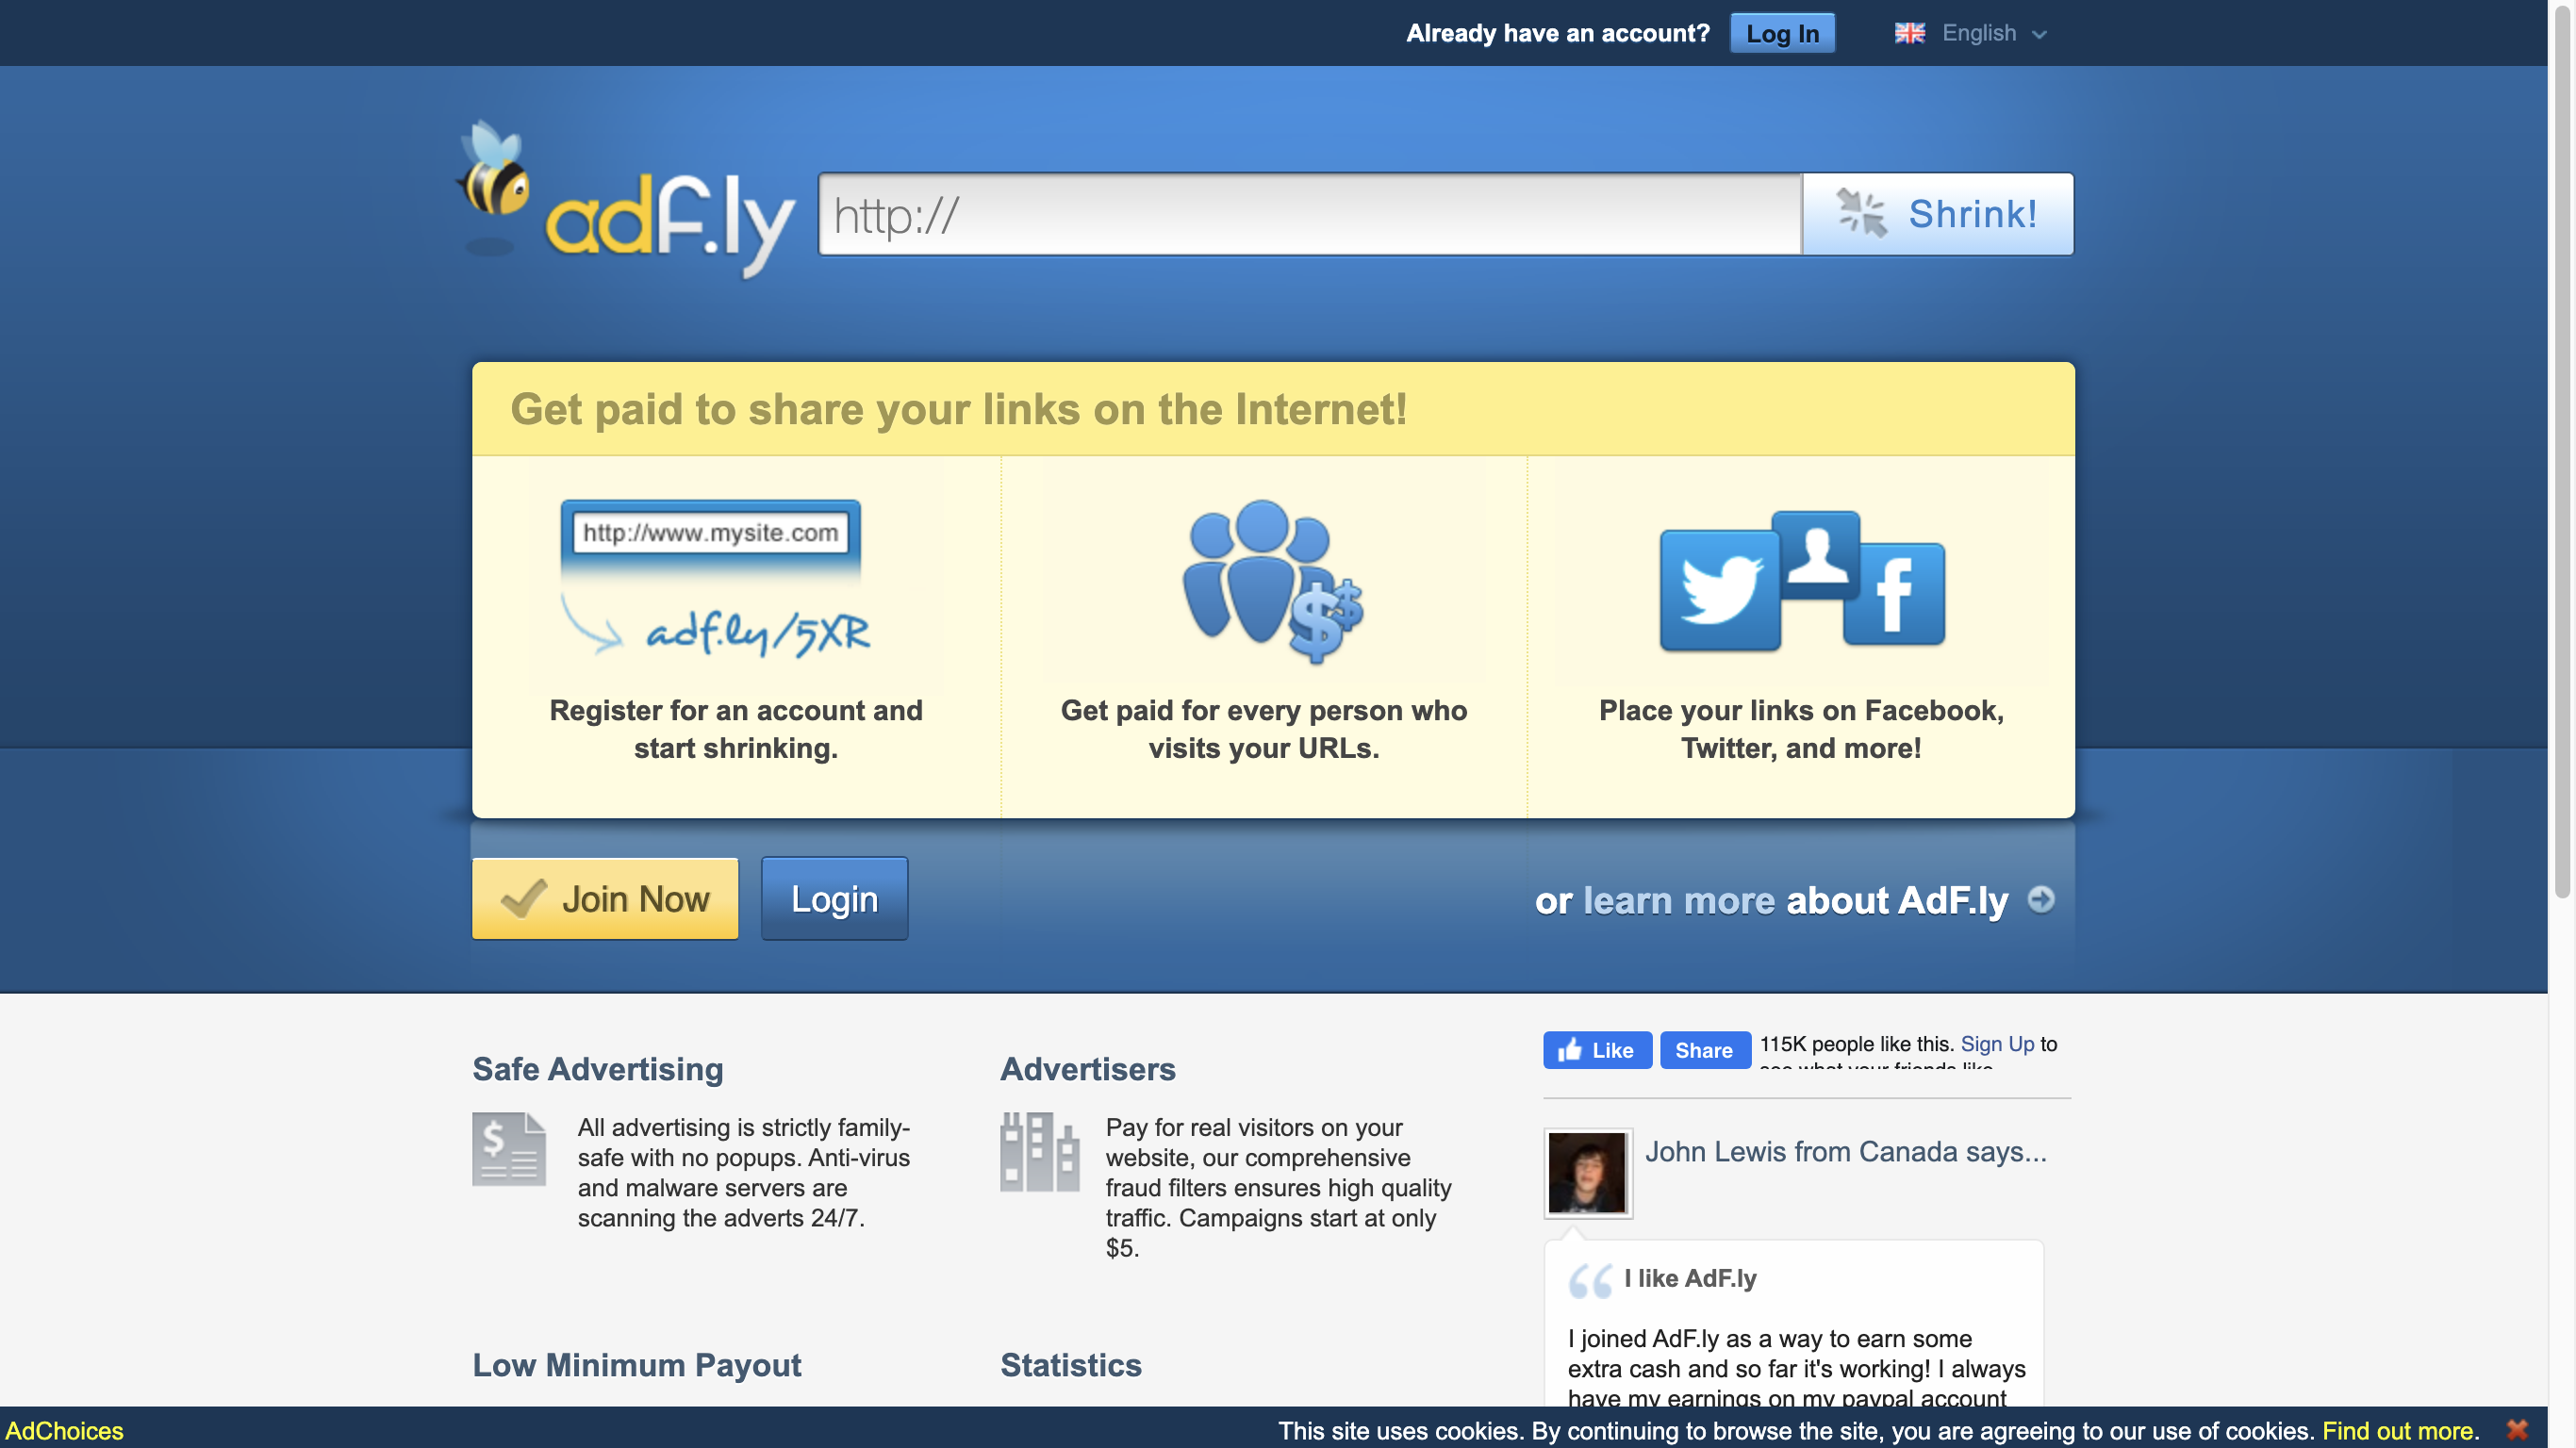 Already have an account?
Log In
English
adf.ly
http://
Shrink!
Get paid to share your links on the Internet!
http://www.mysite.com
adf.ly/5XR
Register for an account and
start shrinking.
Get paid for every person who
visits your URLs.
Place your links on Facebook,
Twitter, and more!
Join Now
Login
or learn more about AdF.ly
Safe Advertising
All advertising is strictly family-
safe with no popups. Anti-virus
and malware servers are
scanning the adverts 24/7.
Advertisers
Pay for real visitors on your
website, our comprehensive
fraud filters ensures high quality
traffic. Campaigns start at only
$5.
Like
Share
115K people like this. Sign Up to
see what your friends like.
John Lewis from Canada says...
I like AdF.ly
I joined AdF.ly as a way to earn some
extra cash and so far it's working! I always
have my earnings on my paypal account
Low Minimum Payout
Statistics
AdChoices
This site uses cookies. By continuing to browse the site, you are agreeing to our use of cookies. Find out more.